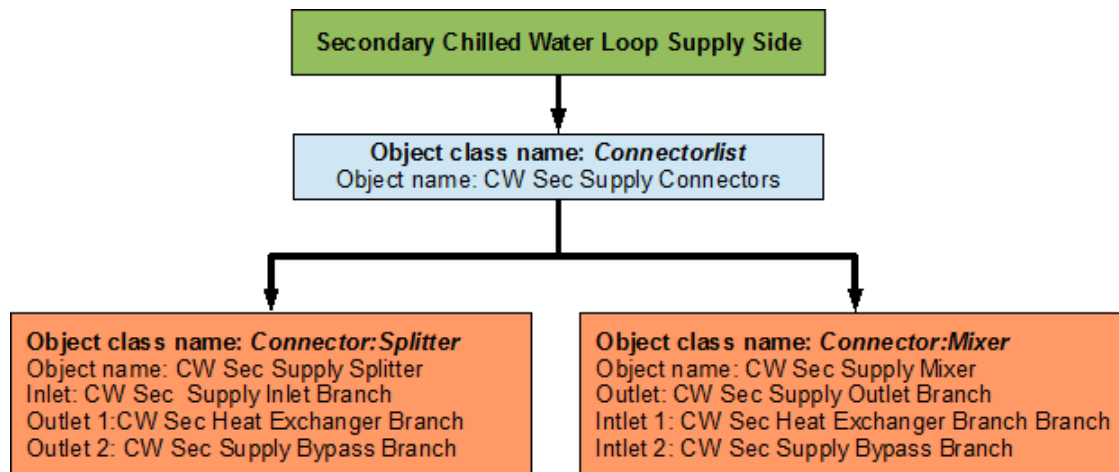 Secondary Chilled Water Loop Supply Side
Object class name: Connectorlist
Object name: CW Sec Supply Connectors
Object class name: Connector:Splitter
Object name: CW Sec Supply Splitter
Inlet: CW Sec  Supply Inlet Branch
Outlet 1:CW Sec Heat Exchanger Branch
Outlet 2: CW Sec Supply Bypass Branch
Object class name: Connector:Mixer
Object name: CW Sec Supply Mixer
Outlet: CW Sec Supply Outlet Branch
Intlet 1: CW Sec Heat Exchanger Branch Branch
Intlet 2: CW Sec Supply Bypass Branch